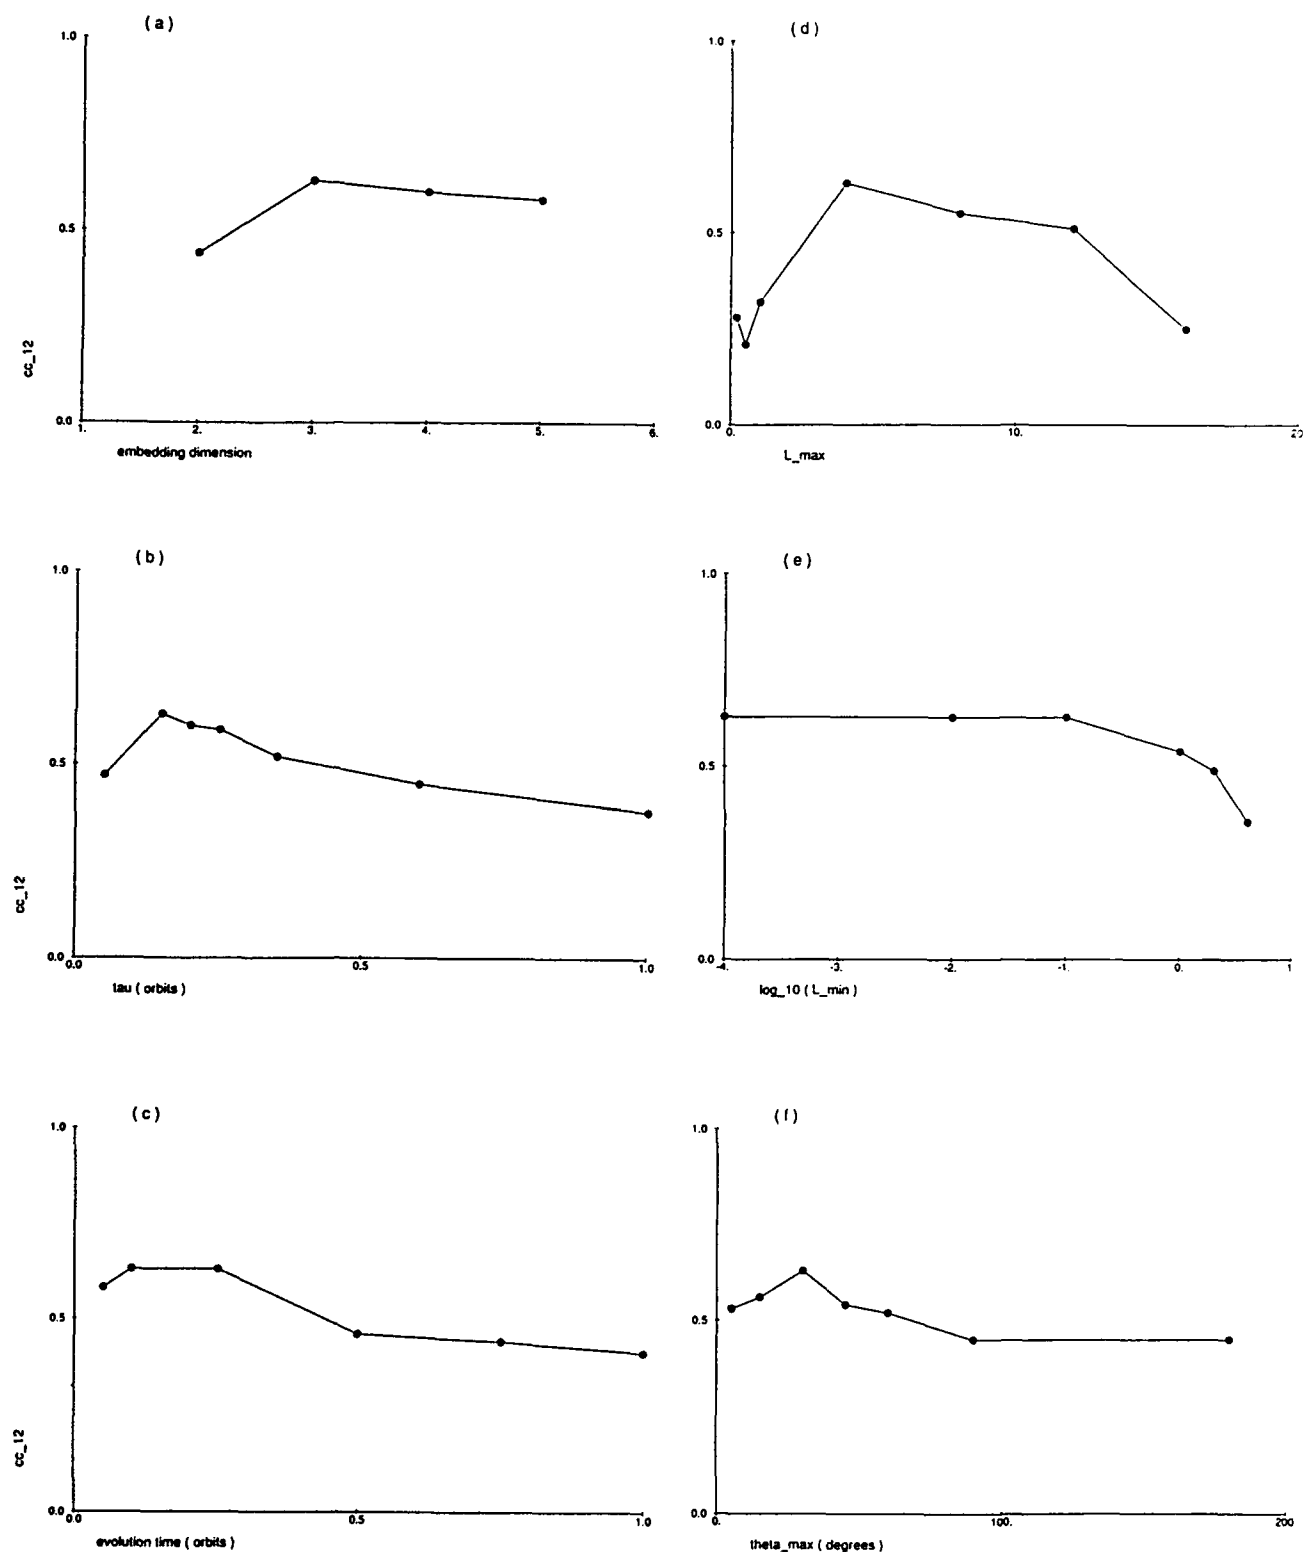 (a)
1.0
0.5
0.0
cc_12
1. 2. 3. 4. 5. 6.
embedding dimension
(d)
1.0
0.5
0.0
0. 10. 20
L_max
(b)
1.0
0.5
0.0
cc_12
0.0 0.5 1.0
tau ( orbits )
(e)
1.0
0.5
0.0
-4. -3. -2. -1. 0. 1
log_10 ( L_min )
(c)
1.0
0.5
0.0
cc_12
0.0 0.5 1.0
evolution time ( orbits )
(f)
1.0
0.5
0.0
0. 100. 200
theta_max ( degrees )